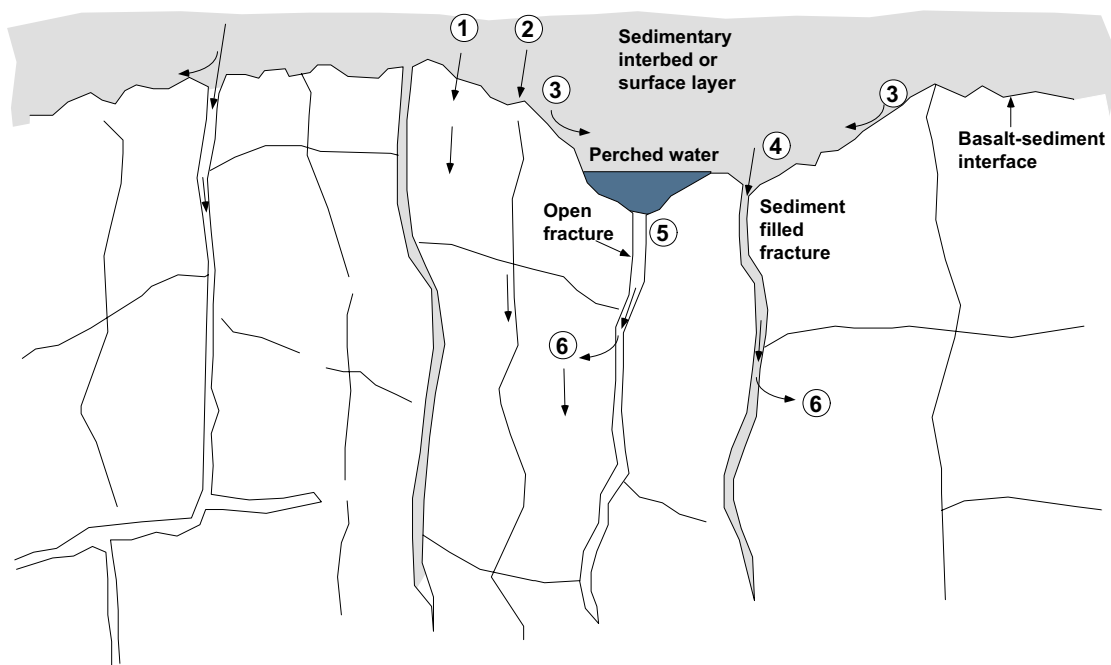 1
2
Sedimentary
interbed or
surface layer
3
3
Basalt-sediment
interface
4
Perched water
Open
fracture
5
Sediment
filled
fracture
6
6